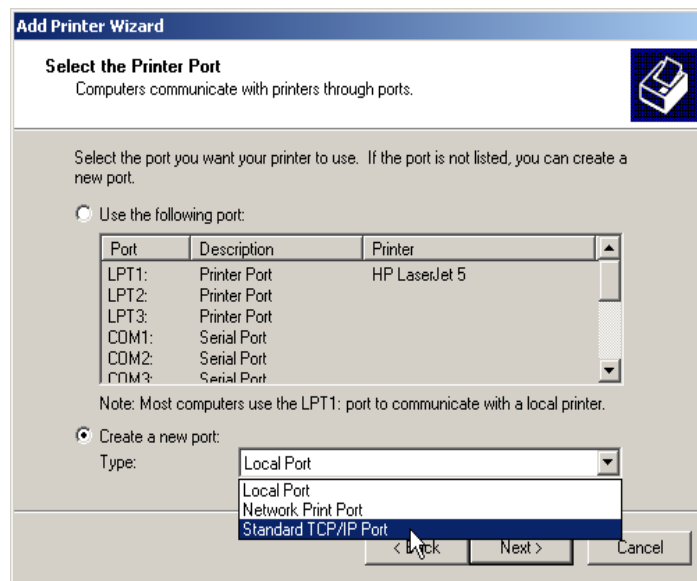 Add Printer Wizard
Select the Printer Port
Computers communicate with printers through ports.
Select the port you want your printer to use. If the port is not listed, you can create a
new port.
Use the following port:
Port Description Printer
LPT1: Printer Port HP LaserJet 5
LPT2: Printer Port
LPT3: Printer Port
COM1: Serial Port
COM2: Serial Port
COM3: Serial Port
Note: Most computers use the LPT1: port to communicate with a local printer.
Create a new port:
Type: Local Port
Local Port
Network Print Port
Standard TCP/IP Port
< Back Next > Cancel